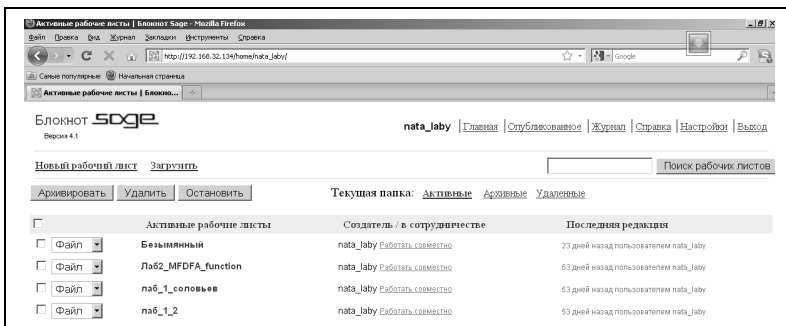 Активные рабочие листы | Блокнот Sage - Mozilla Firefox
Файл Правка Вид Журнал Закладки Инструменты Справка
http://192.168.32.134/home/nata_laby/ Google
Самые популярные Начальная страница
Активные рабочие листы | Блокно...
Блокнот sage
Версия 4.1
nata_laby | Главная | Опубликованное | Журнал | Справка | Настройки | Выход
Новый рабочий лист Загрузить Поиск рабочих листов
Архивировать Удалить Остановить Текущая папка: Активные Архивные Удаленные
Активные рабочие листы Создатель / в сотрудничестве Последняя редакция
Файл Безымянный nata_laby Работать совместно 23 дней назад пользователем nata_laby
Файл Лаб2_MFDFA_function nata_laby Работать совместно 53 дней назад пользователем nata_laby
Файл лаб_1_соловьев nata_laby Работать совместно 53 дней назад пользователем nata_laby
Файл лаб_1_2 nata_laby Работать совместно 53 дней назад пользователем nata_laby